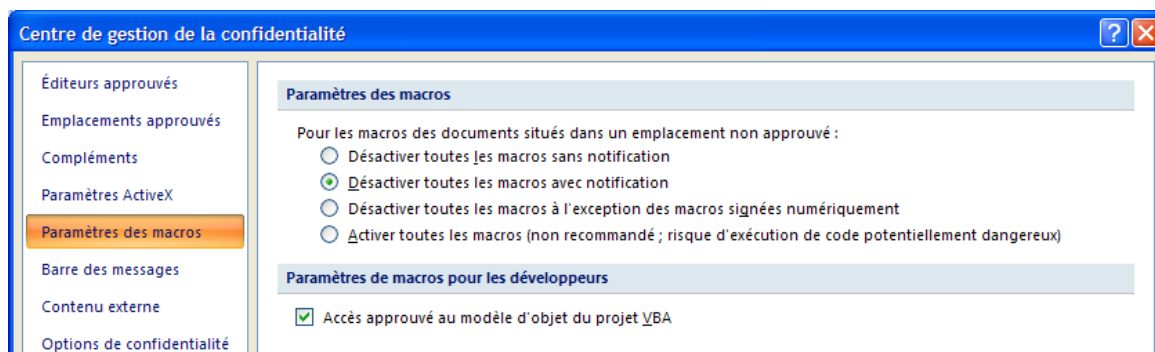 Centre de gestion de la confidentialité
Éditeurs approuvés
Emplacements approuvés
Compléments
Paramètres ActiveX
Paramètres des macros
Barre des messages
Contenu externe
Options de confidentialité
Paramètres des macros
Pour les macros des documents situés dans un emplacement non approuvé :
Désactiver toutes les macros sans notification
Désactiver toutes les macros avec notification
Désactiver toutes les macros à l'exception des macros signées numériquement
Activer toutes les macros (non recommandé ; risque d'exécution de code potentiellement dangereux)
Paramètres de macros pour les développeurs
Accès approuvé au modèle d'objet du projet VBA